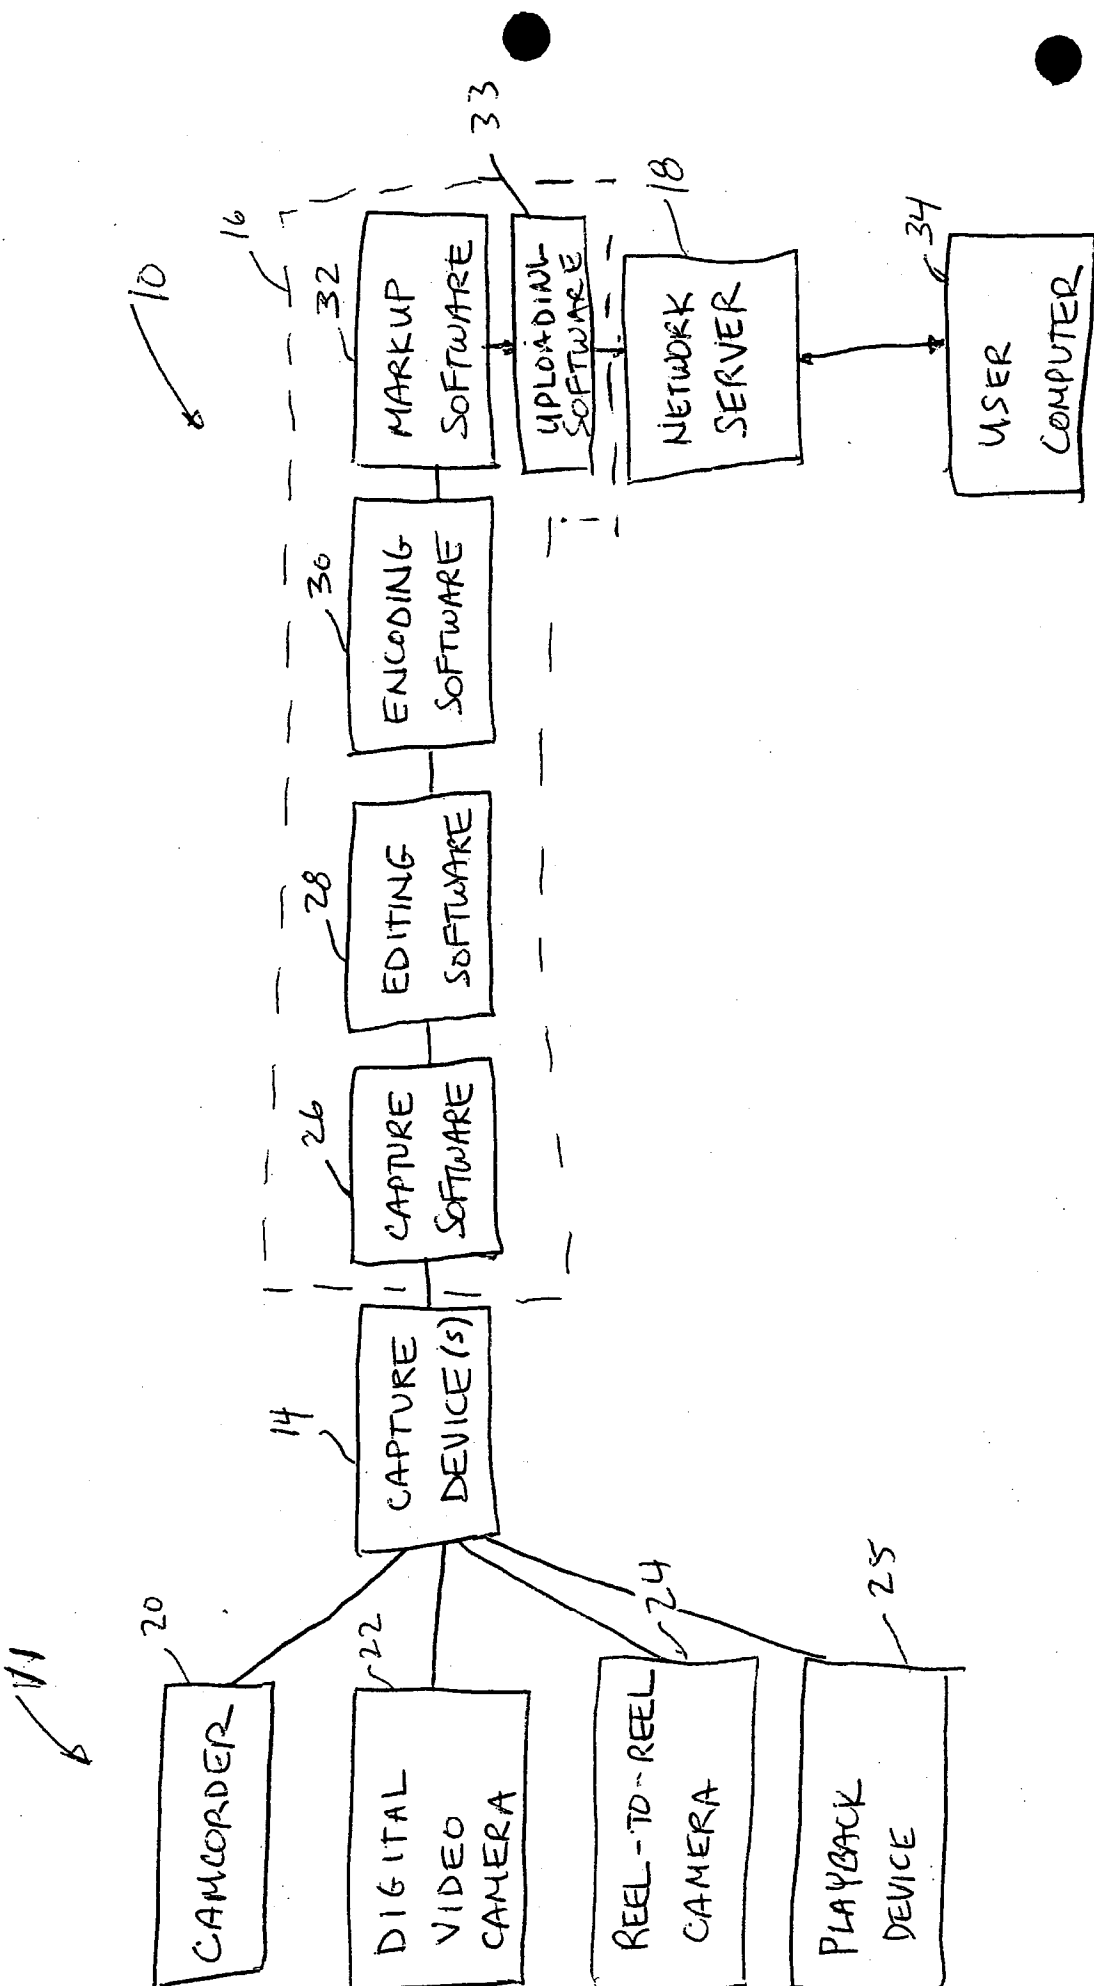 10
16
20
CAMCORDER
22
DIGITAL
VIDEO
CAMERA
24
REEL-TO-REEL
CAMERA
25
PLAYBACK
DEVICE
14
CAPTURE
DEVICE(S)
26
CAPTURE
SOFTWARE
28
EDITING
SOFTWARE
30
ENCODING
SOFTWARE
32
MARKUP
SOFTWARE
33
UPLOADING
SOFTWARE
18
NETWORK
SERVER
34
USER
COMPUTER